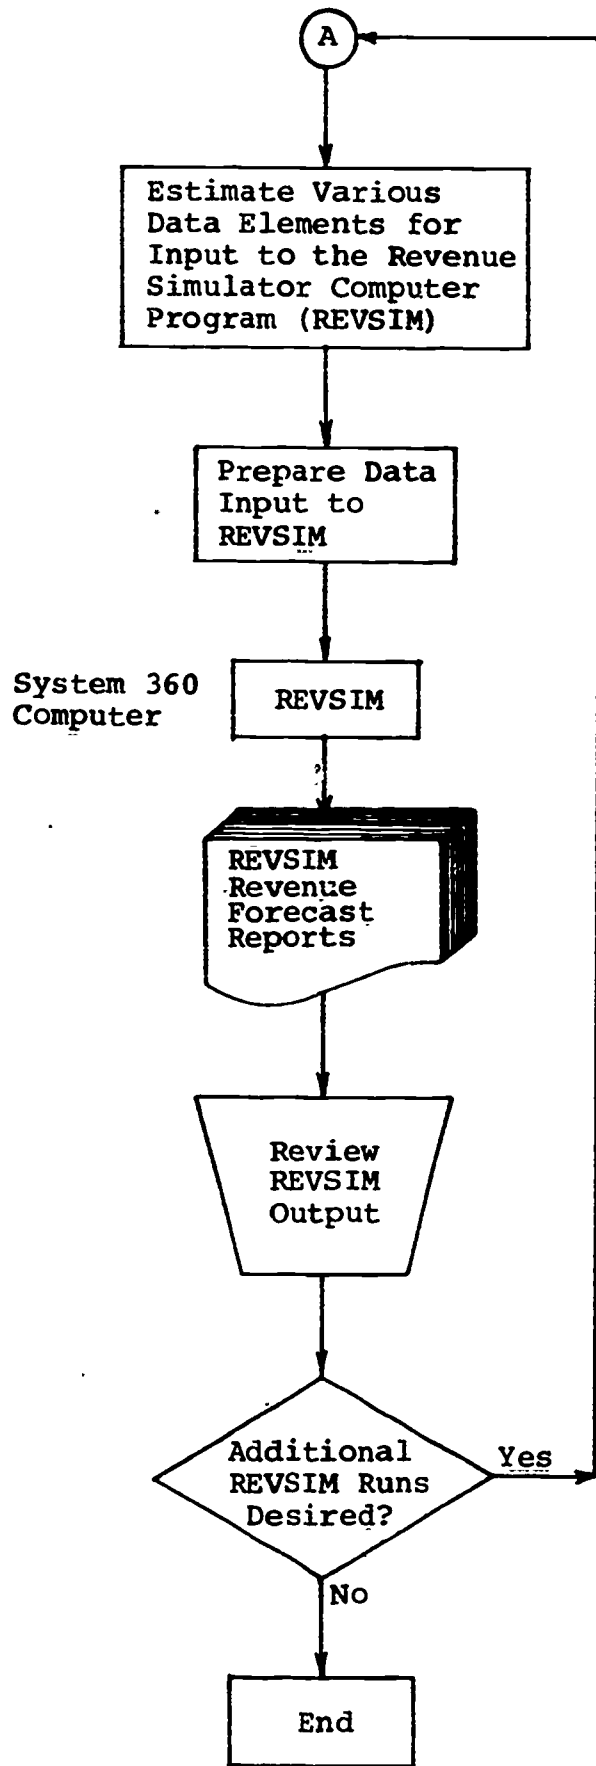 A
Estimate Various
Data Elements for
Input to the Revenue
Simulator Computer
Program (REVSIM)
Prepare Data
Input to
REVSIM
System 360
Computer
REVSIM
REVSIM
Revenue
Forecast
Reports
Review
REVSIM
Output
Additional
REVSIM Runs
Desired?
Yes
No
End